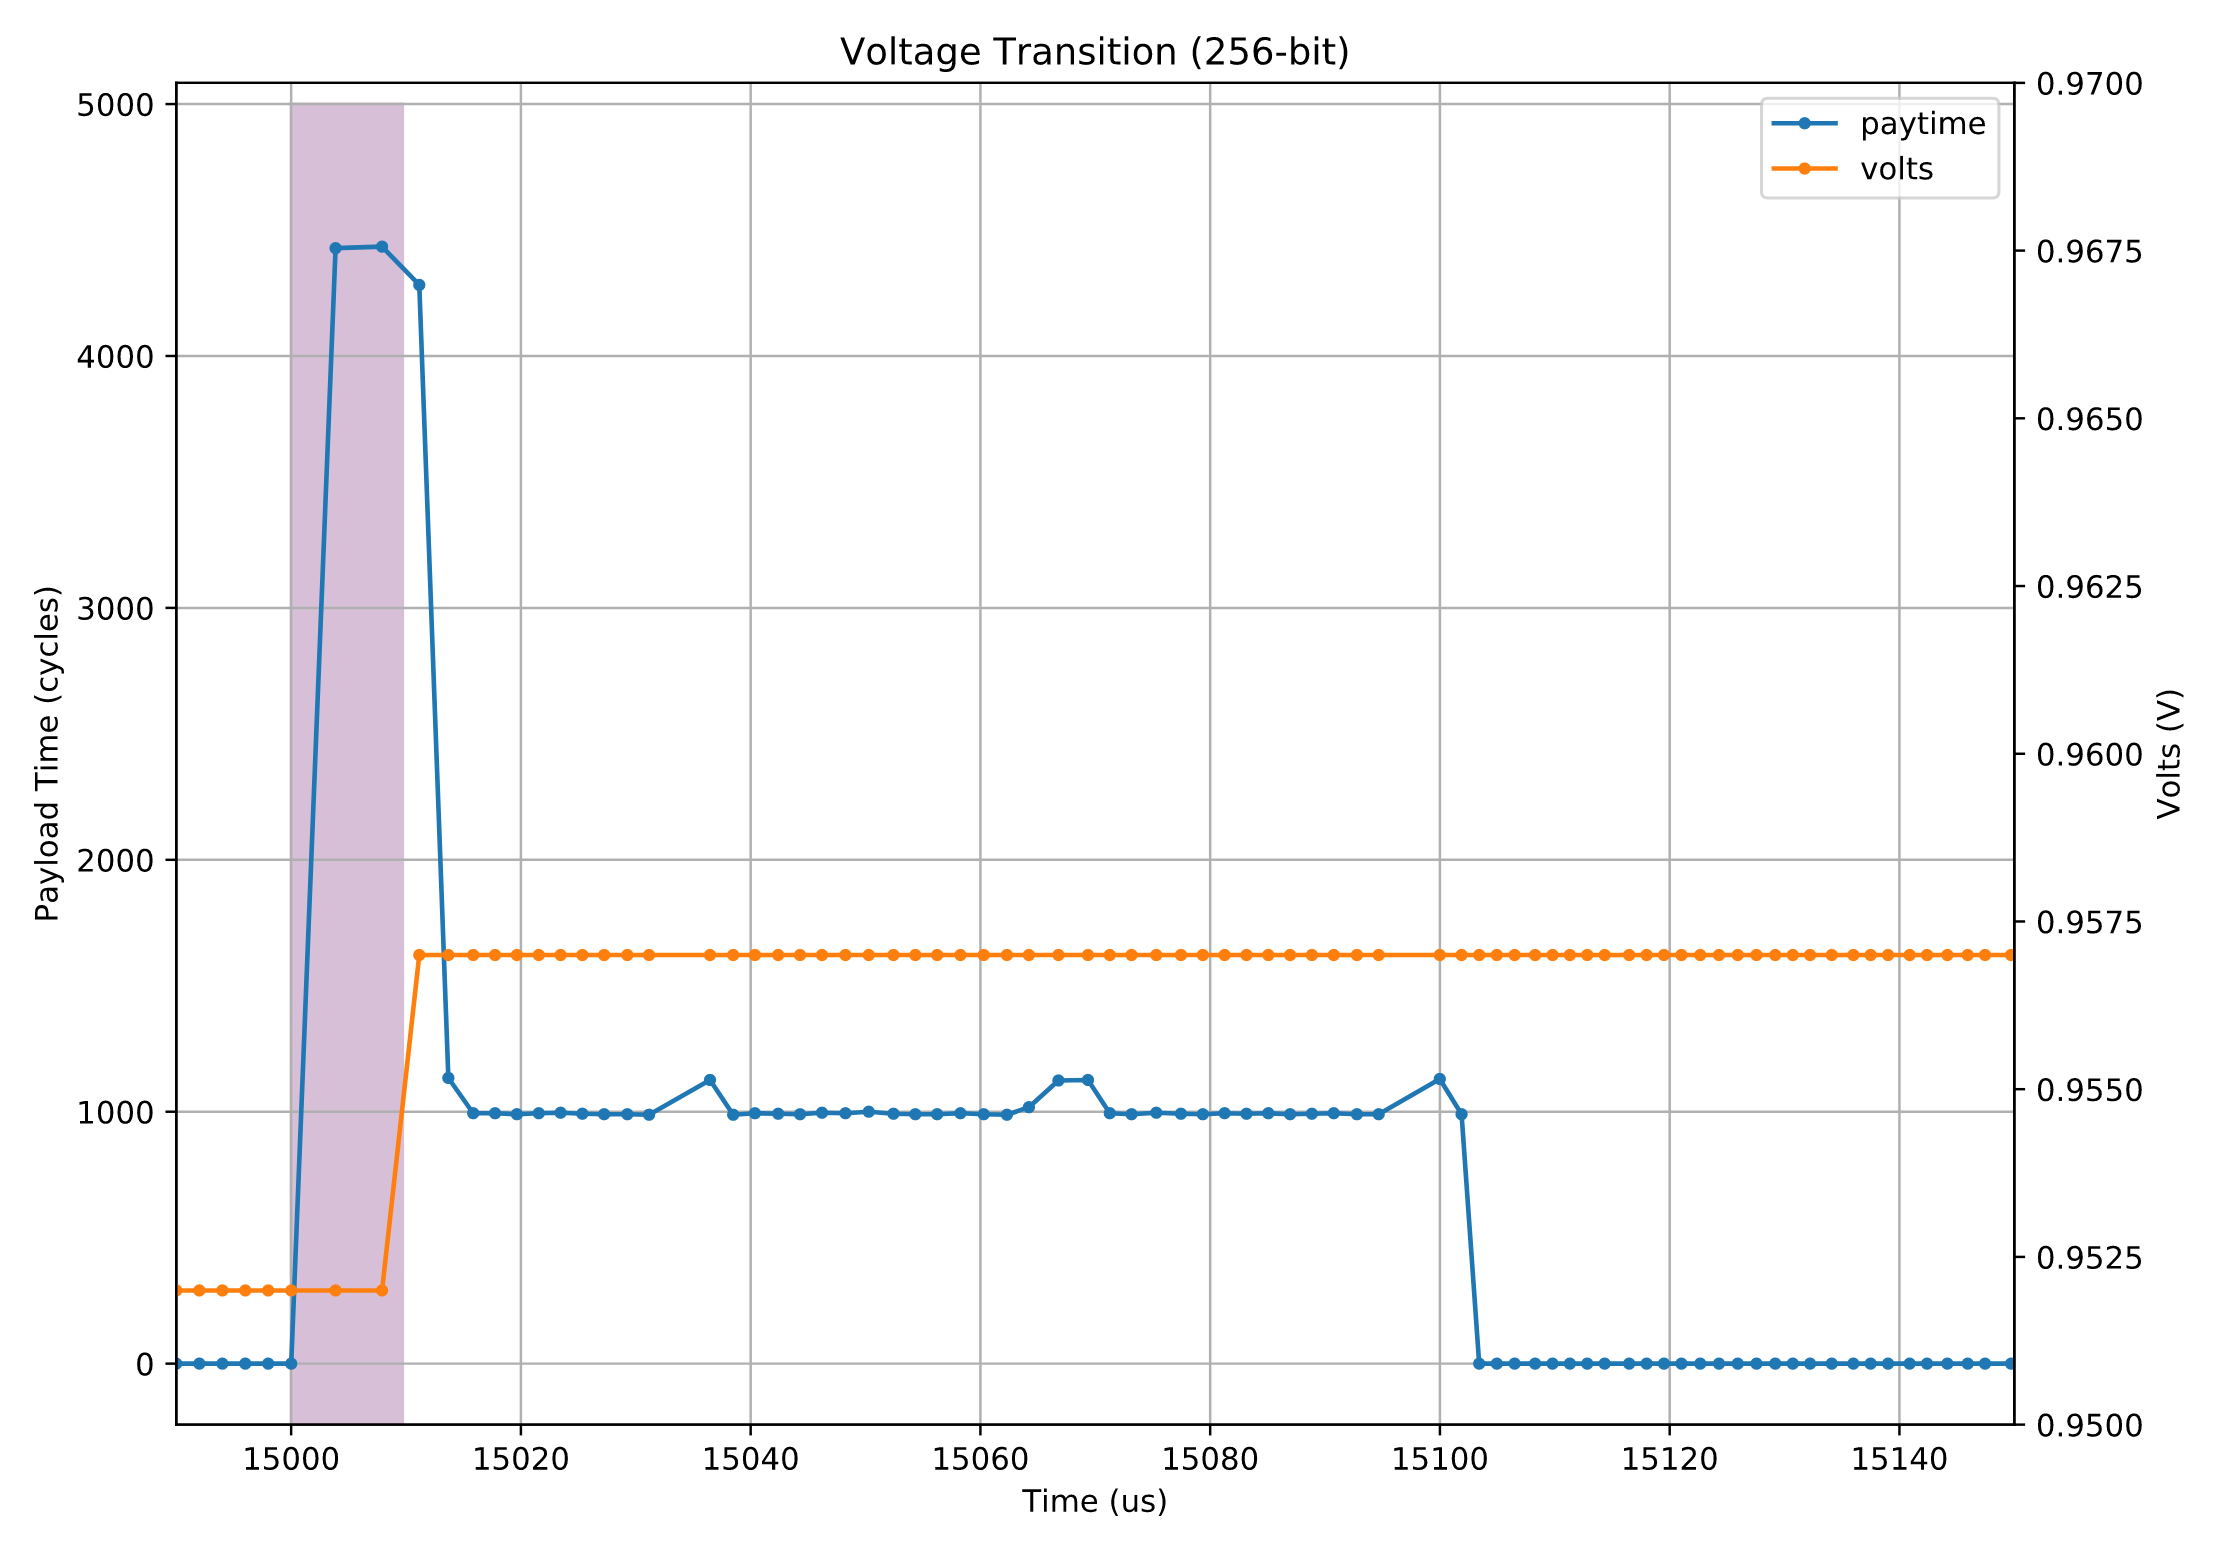 Voltage Transition (256-bit)
paytime
volts
Payload Time (cycles)
5000
4000
3000
2000
1000
0
0.9700
0.9675
0.9650
0.9625
0.9600
0.9575
0.9550
0.9525
0.9500
Volts (V)
15000 15020 15040 15060 15080 15100 15120 15140
Time (us)